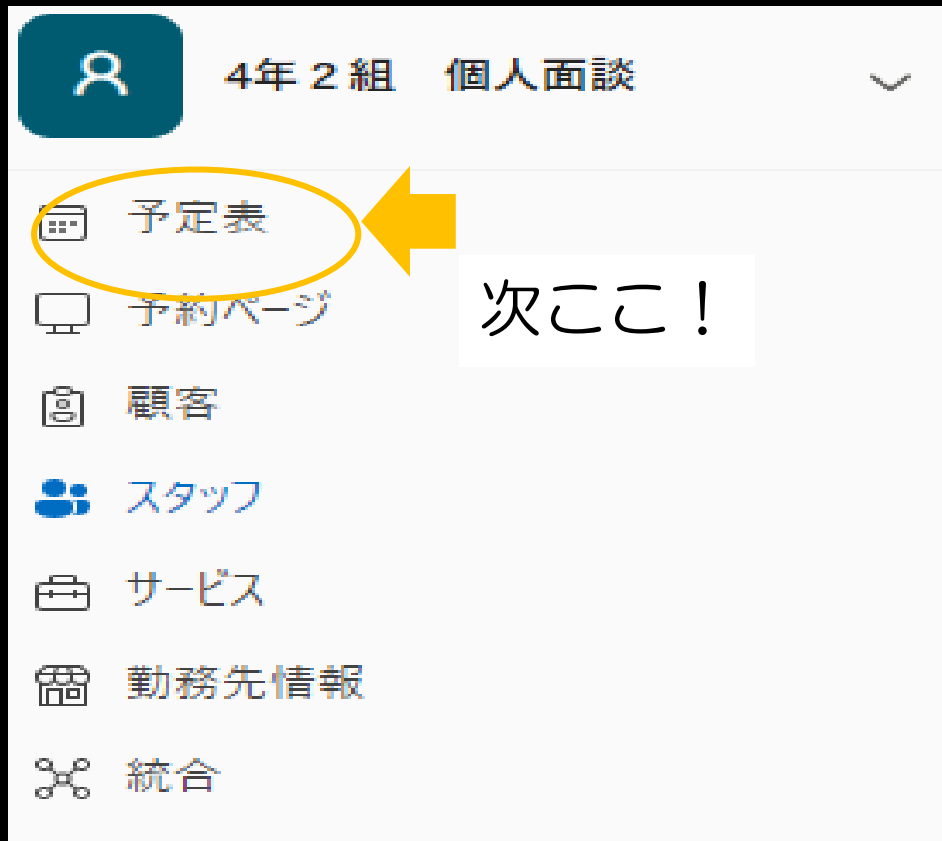 4年２組　個人面談
予定表
予約ページ
次ここ！
顧客
スタッフ
サービス
勤務先情報
統合